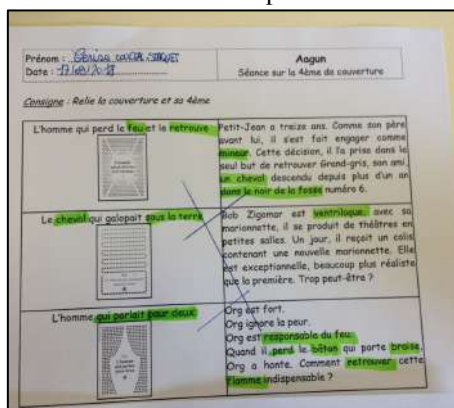 Prénom :
Date : 17/09/2018
Aogun
Séance sur la 4ème de couverture
Consigne : Relie la couverture et sa 4ème
L'homme qui perd le feu et le retrouve
Petit-Jean a treize ans. Comme son père
avant lui, il s'est fait engager comme
mineur. Cette décision, il l'a prise dans le
seul but de retrouver Grand-gris, son ami,
un cheval descendu depuis plus d'un an
dans le noir de la fosse numéro 6.
Le cheval qui galopait sous la terre
Bob Zigomar est ventriloque, avec sa
marionnette, il se produit de théâtres en
petites salles. Un jour, il reçoit un colis
contenant une nouvelle marionnette. Elle
est exceptionnelle, beaucoup plus réaliste
que la première. Trop peut-être ?
L'homme qui parlait pour deux
Org est fort.
Org ignore la peur.
Org est responsable du feu.
Quand il perd le bâton qui porte braise,
Org a honte. Comment retrouver cette
flamme indispensable ?